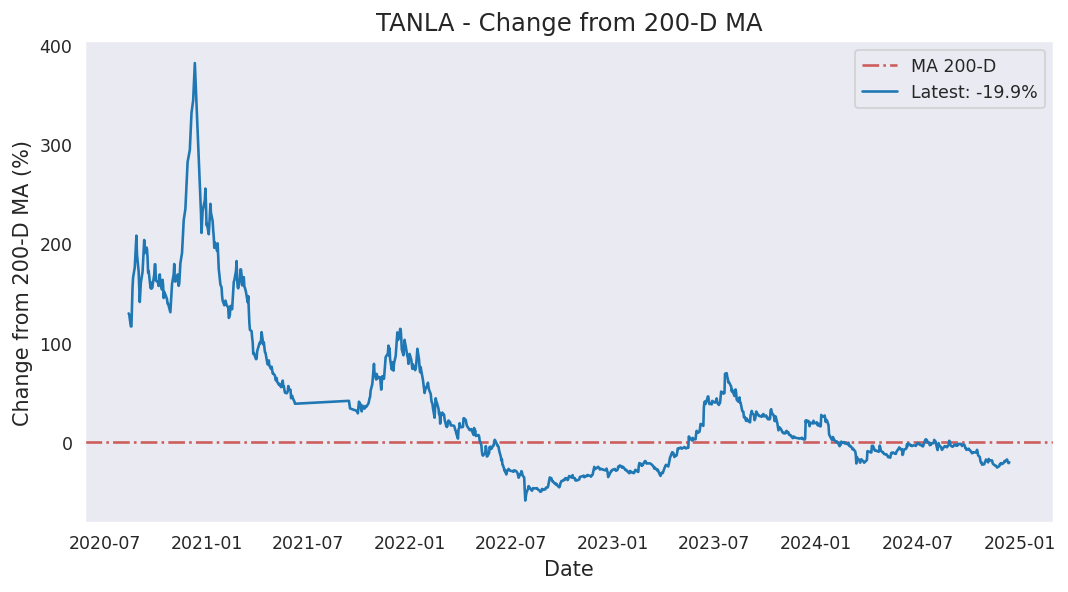 TANLA - Change from 200-D MA
MA 200-D
Latest: -19.9%
Change from 200-D MA (%)
400
300
200
100
0
2020-07 2021-01 2021-07 2022-01 2022-07 2023-01 2023-07 2024-01 2024-07 2025-01
Date